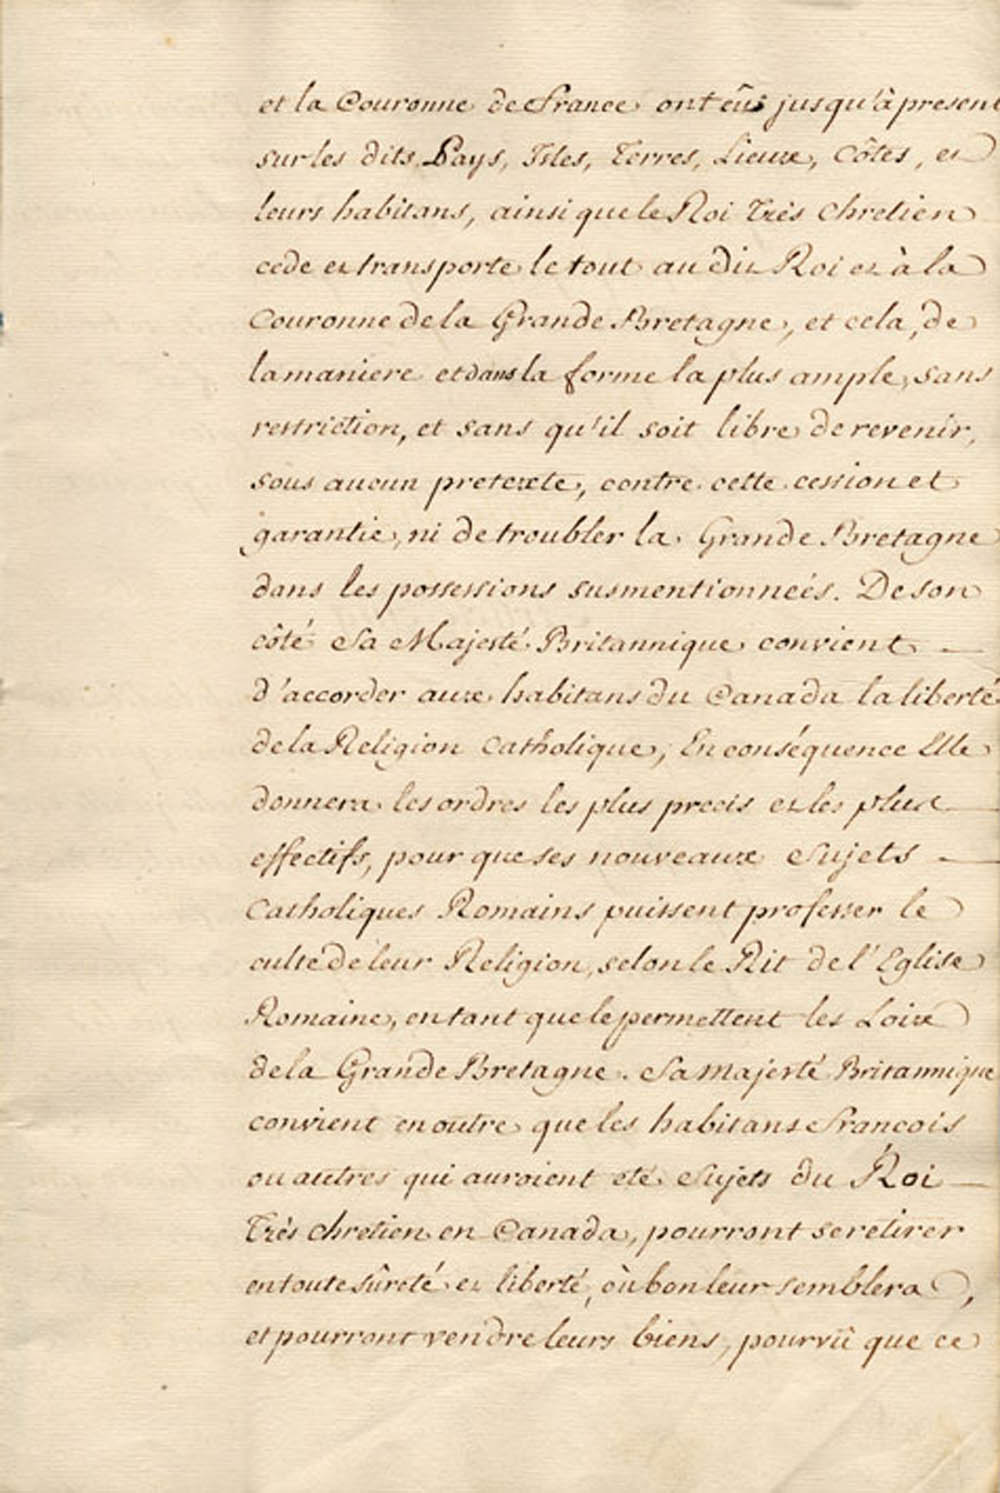 et la Couronne de France ont eû jusqu'à present
sur les dits Pays, Isles, Terres, Lieux, Côtes, et
leurs habitans, ainsi que le Roi Très chretien
cede et transporte le tout au dit Roi et à la
Couronne de la Grande Bretagne, et cela, de
la maniere et dans la forme la plus ample, sans
restriction, et sans qu'il soit libre de revenir,
sous aucun pretexte, contre cette cession et
garantie, ni de troubler la Grande Bretagne
dans les possessions susmentionneés. De son
côté Sa Majesté Britannique convient
d'accorder aux habitans du Canada la liberté
de la Religion Catholique; En conséquence Elle
donnera les ordres les plus precis et les plus
effectifs, pour que ses nouveaux Sujets
Catholiques Romains puissent professer le
culte de leur Religion, selon le Rit de l'Eglise
Romaine, en tant que le permettent les Loix
de la Grande Bretagne. Sa Majesté Britannique
convient en outre que les habitans Francois
ou autres qui auroient eté Sujets du Roi
Très chretien en Canada, pourront se retirer
en toute sûreté et liberté, où bon leur semblera,
et pourront vendre leurs biens, pourvû que ce